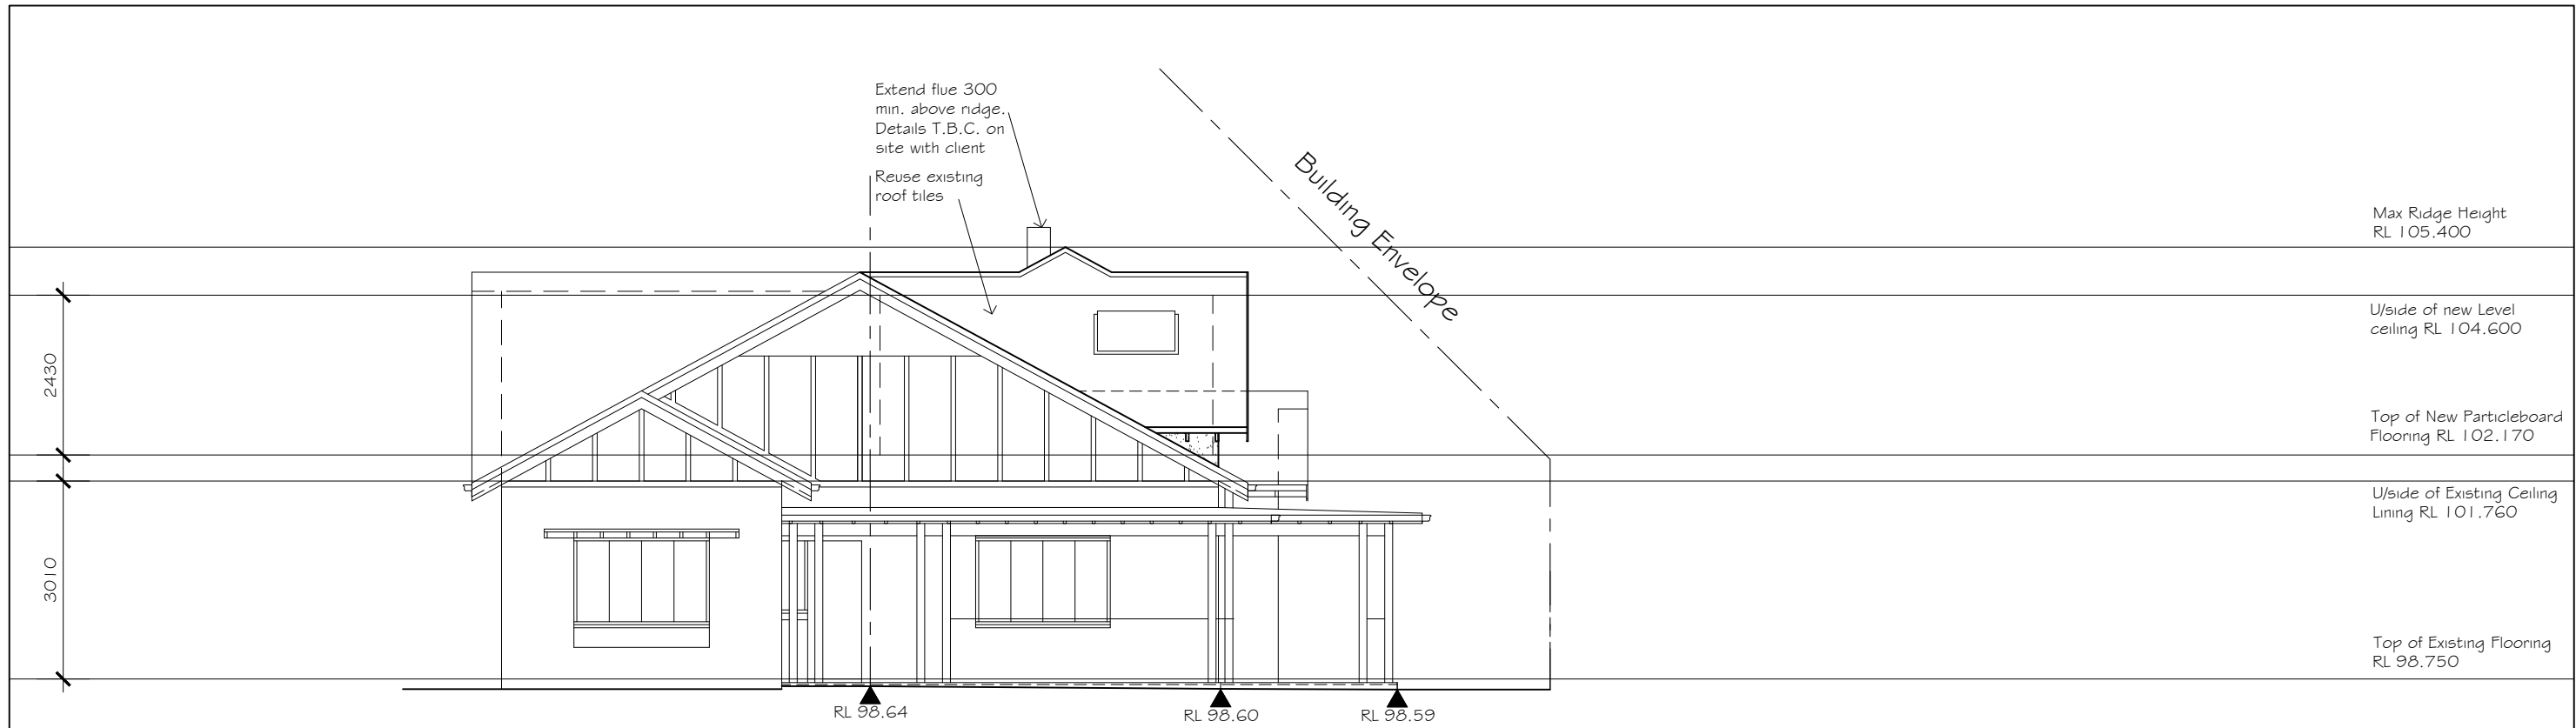 Extend flue 300
min. above ridge.
Details T.B.C. on
site with client
Reuse existing
roof tiles
Building Envelope
Max Ridge Height
RL 105.400
U/side of new Level
ceiling RL 104.600
2430
Top of New Particleboard
Flooring RL 102.170
U/side of Existing Ceiling
Lining RL 101.760
3010
Top of Existing Flooring
RL 98.750
RL 98.64
RL 98.60
RL 98.59